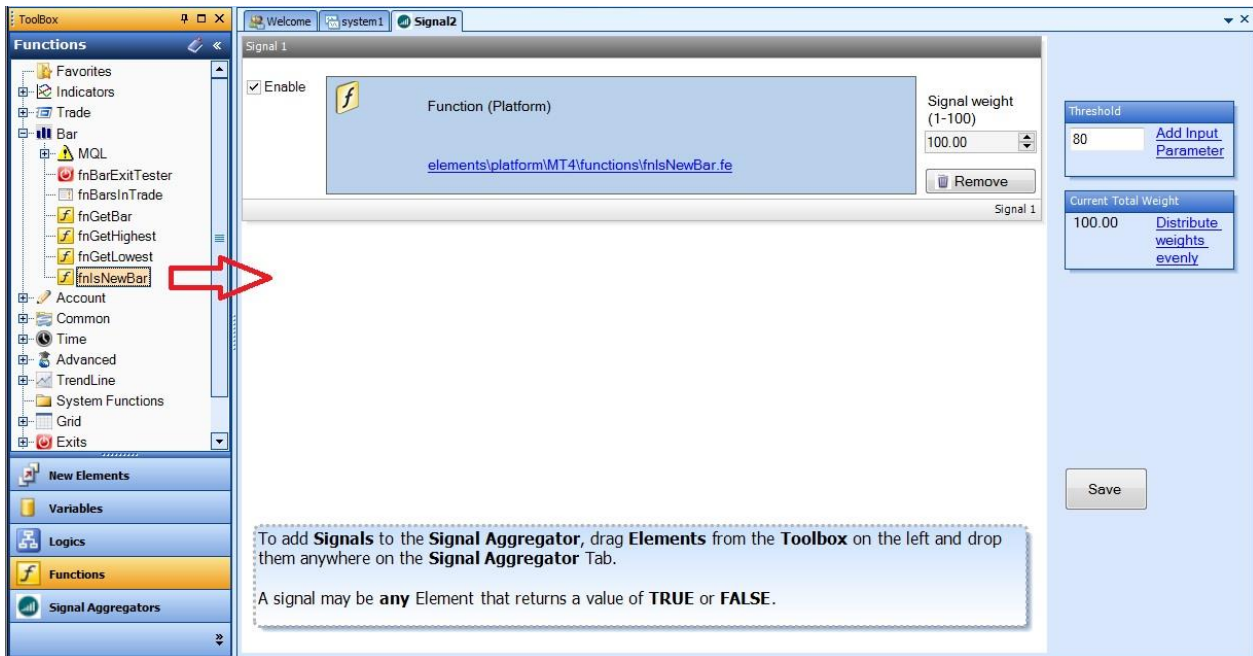 ToolBox
Functions
Favorites
Indicators
Trade
Bar
MQL
fnBarExitTester
fnBarsInTrade
fnGetBar
fnGetHighest
fnGetLowest
fnIsNewBar
Account
Common
Time
Advanced
TrendLine
System Functions
Grid
Exits
New Elements
Variables
Logics
Functions
Signal Aggregators
Welcome system1 Signal2
Signal 1
Enable
Function (Platform)
elements\platform\MT4\functions\fnIsNewBar.fe
Signal weight
(1-100)
100.00
Remove
Signal 1
To add Signals to the Signal Aggregator, drag Elements from the Toolbox on the left and drop
them anywhere on the Signal Aggregator Tab.
A signal may be any Element that returns a value of TRUE or FALSE.
Threshold
80 Add Input
Parameter
Current Total Weight
100.00 Distribute
weights
evenly
Save